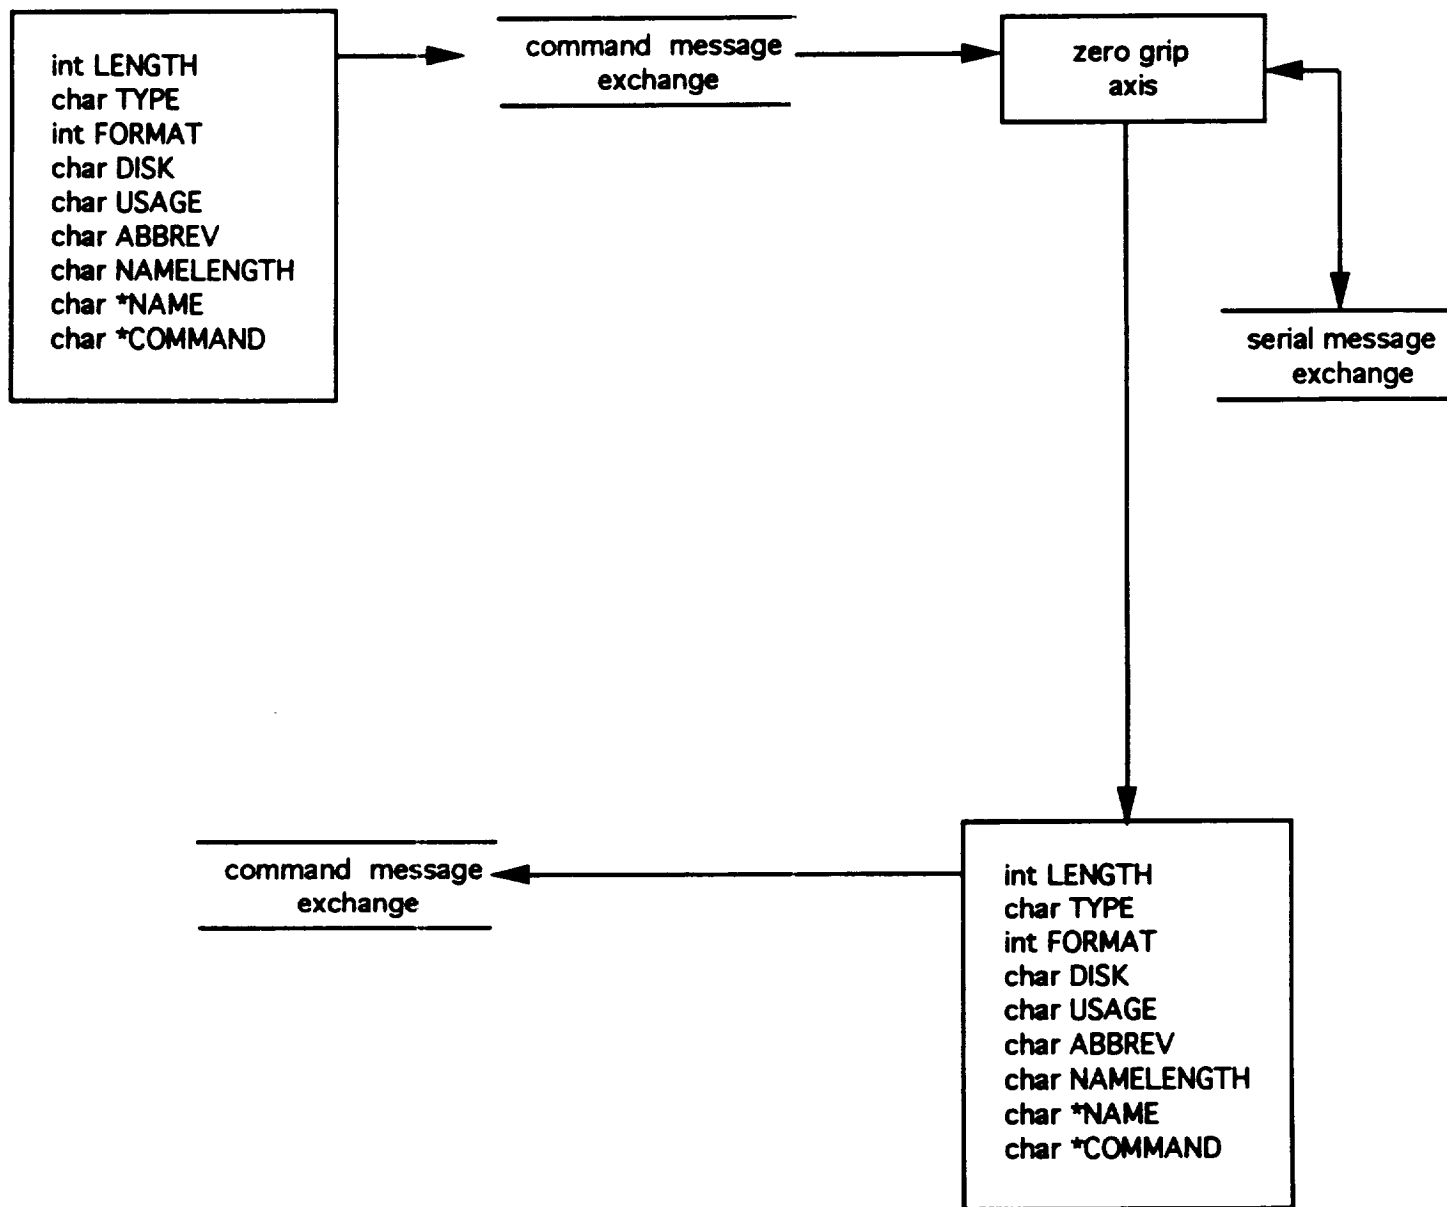 int LENGTH
char TYPE
int FORMAT
char DISK
char USAGE
char ABBREV
char NAMELENGTH
char *NAME
char *COMMAND
command message
exchange
zero grip
axis
serial message
exchange
command message
exchange
int LENGTH
char TYPE
int FORMAT
char DISK
char USAGE
char ABBREV
char NAMELENGTH
char *NAME
char *COMMAND